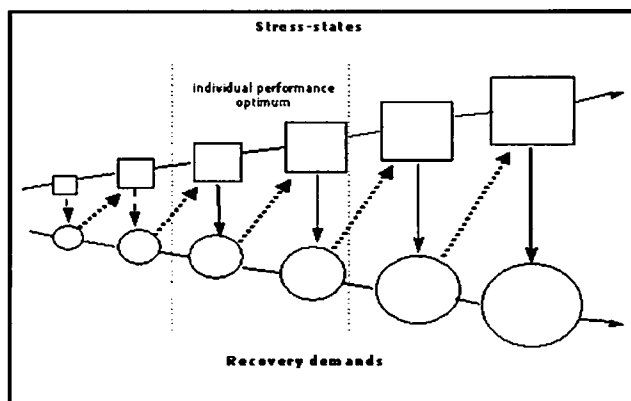 Stress-states
individual performance
optimum
Recovery demands